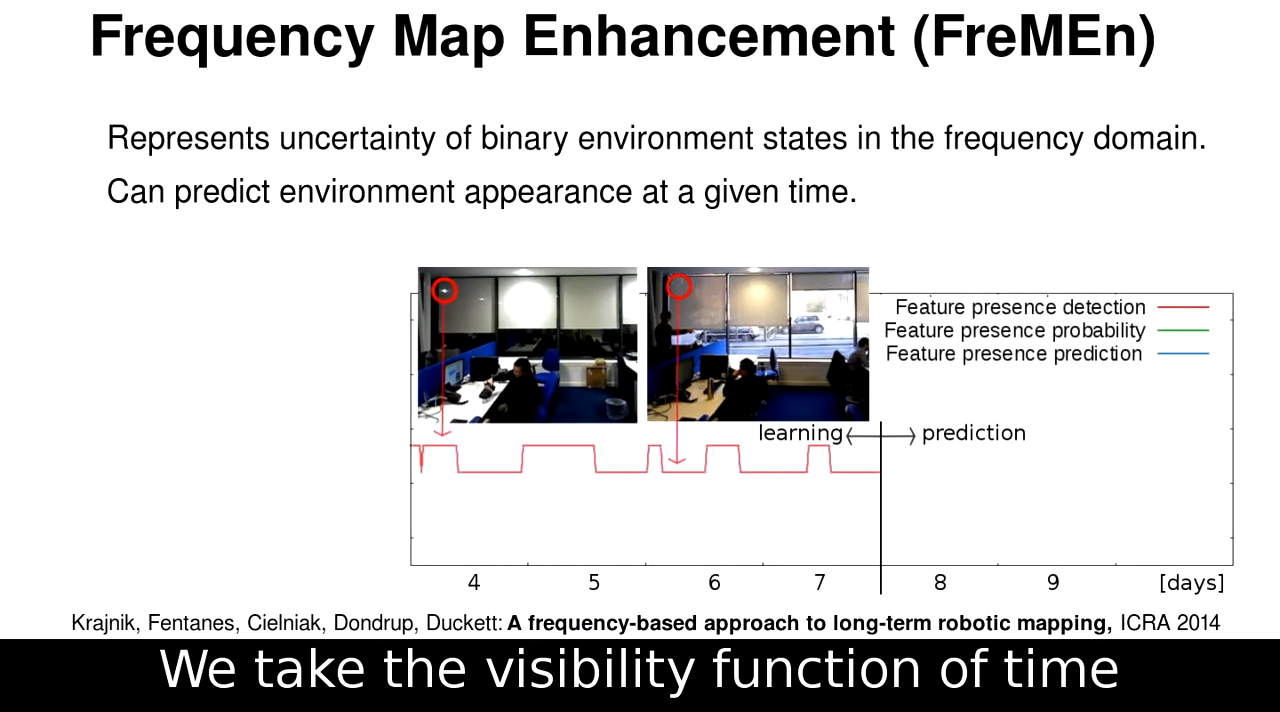 Frequency Map Enhancement (FreMEn)
Represents uncertainty of binary environment states in the frequency domain.
Can predict environment appearance at a given time.
Feature presence detection
Feature presence probability
Feature presence prediction
learning prediction
4 5 6 7 8 9 [days]
Krajnik, Fentanes, Cielniak, Dondrup, Duckett: A frequency-based approach to long-term robotic mapping, ICRA 2014
We take the visibility function of time